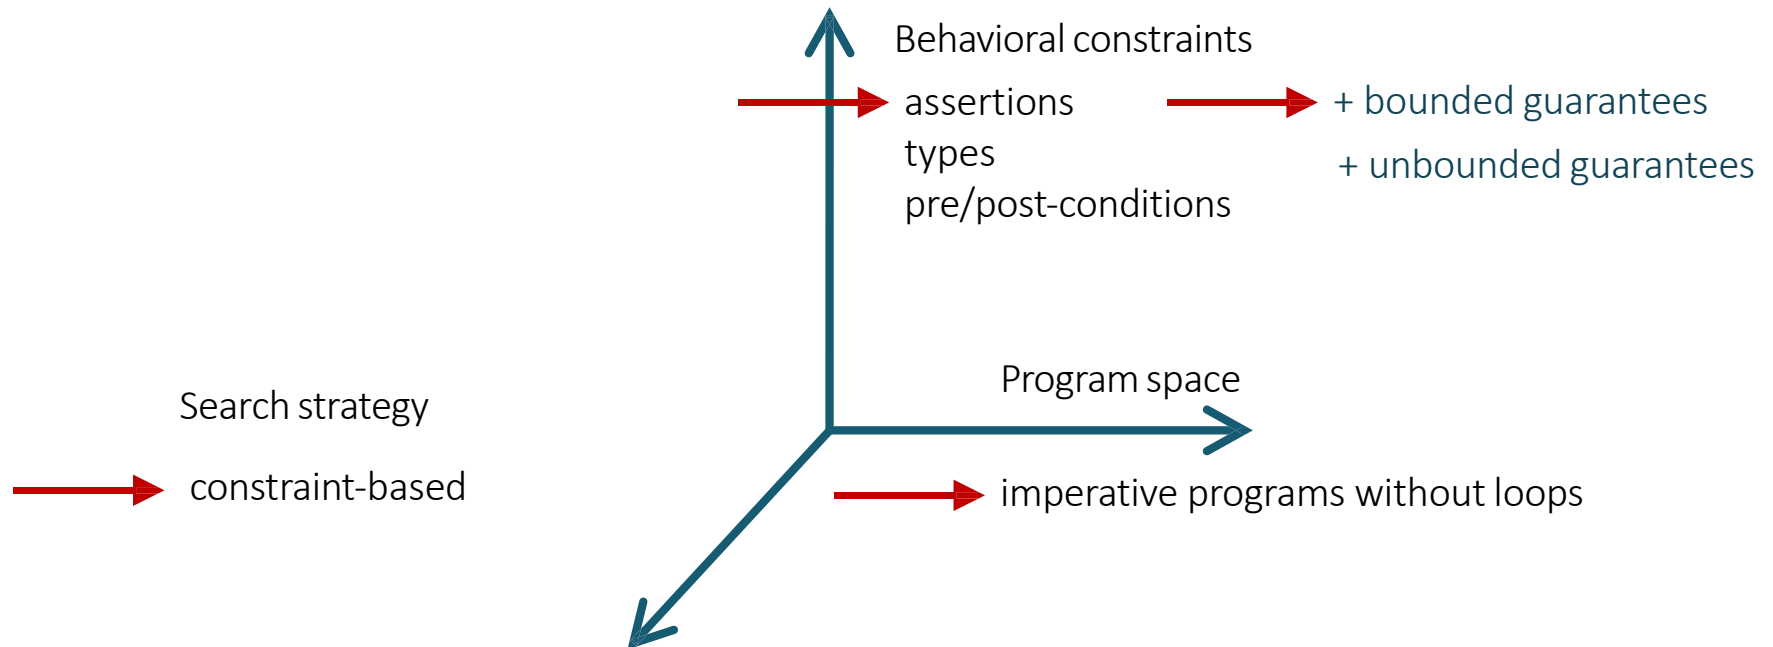 Behavioral constraints
assertions
+ bounded guarantees
types
+ unbounded guarantees
pre/post-conditions
Program space
Search strategy
constraint-based
imperative programs without loops